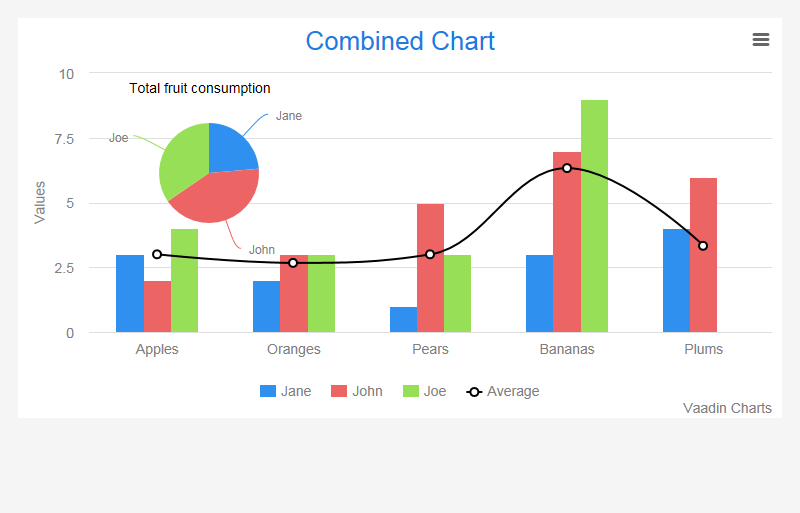 Combined Chart
Total fruit consumption
Jane
Joe
John
Values
10
7.5
5
2.5
0
Apples Oranges Pears Bananas Plums
Jane John Joe Average
Vaadin Charts